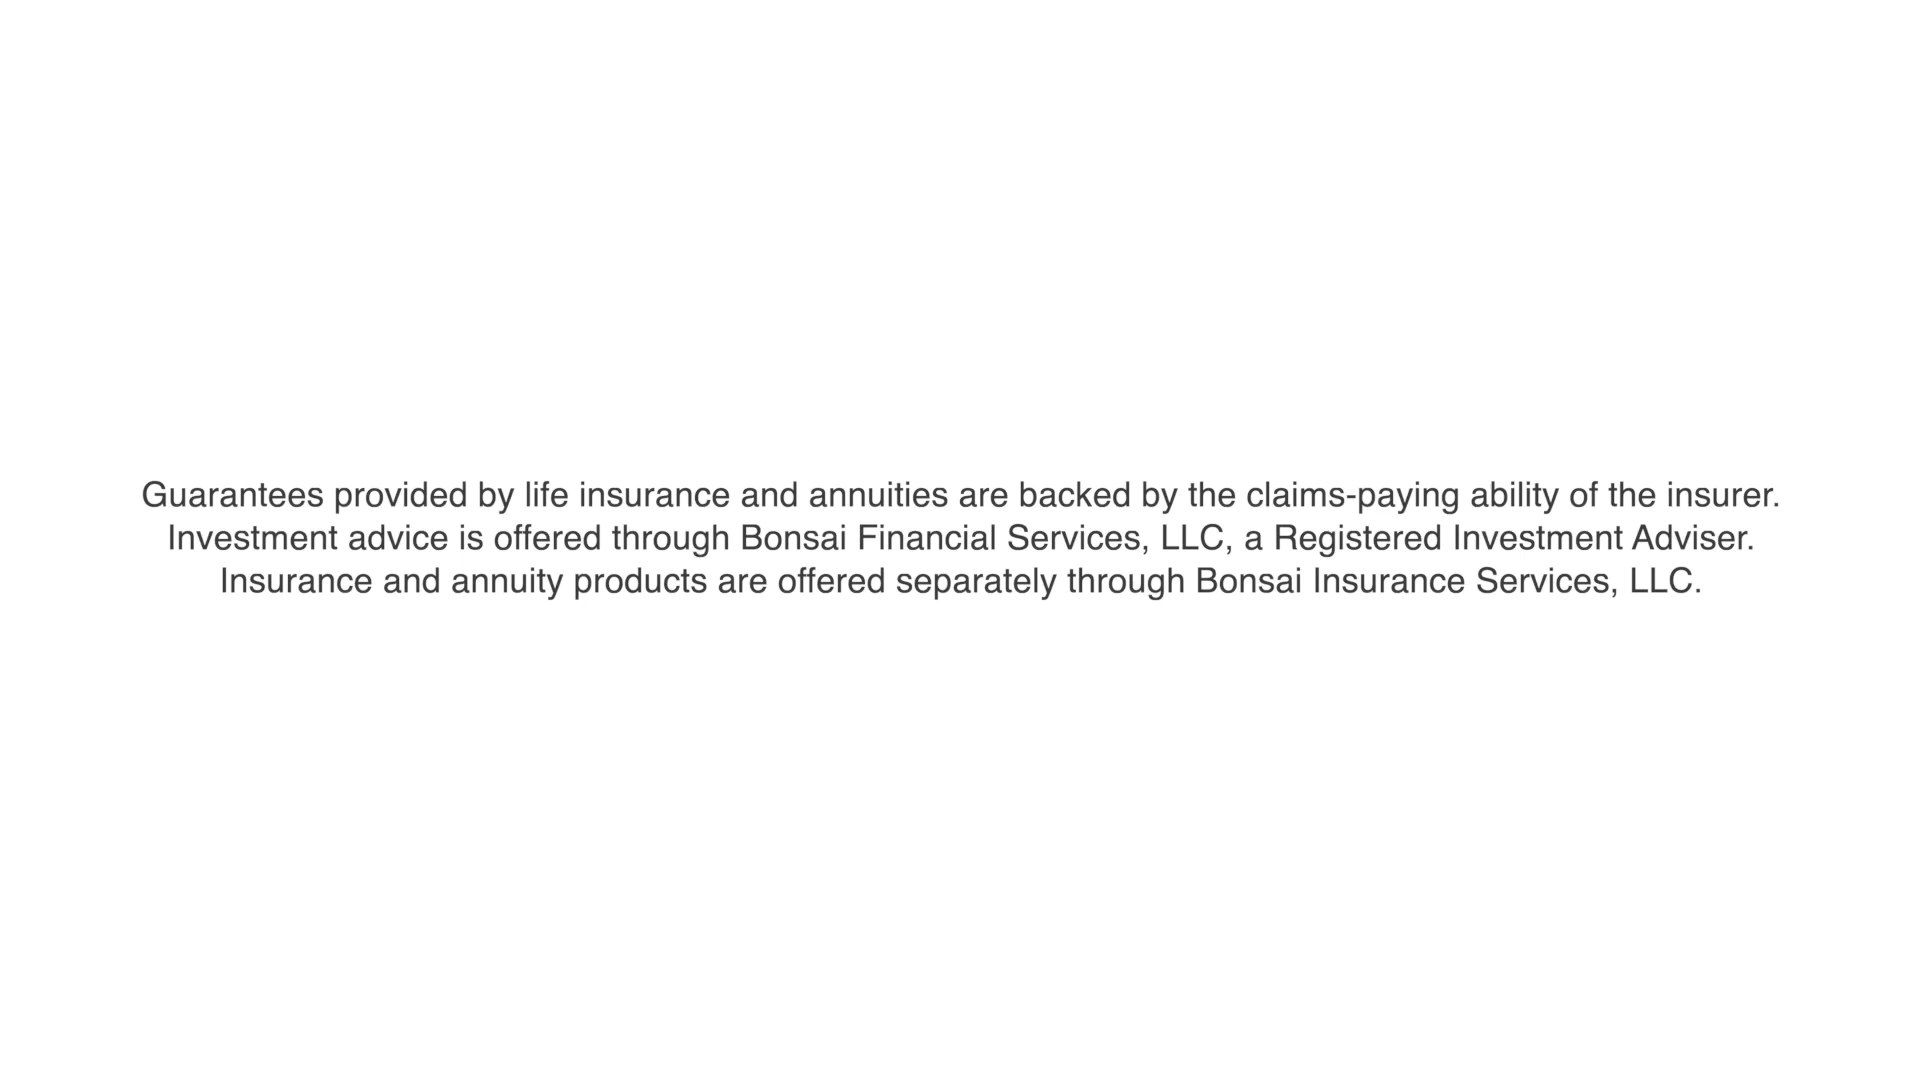 Guarantees provided by life insurance and annuities are backed by the claims-paying ability of the insurer.
Investment advice is offered through Bonsai Financial Services, LLC, a Registered Investment Adviser.
Insurance and annuity products are offered separately through Bonsai Insurance Services, LLC.